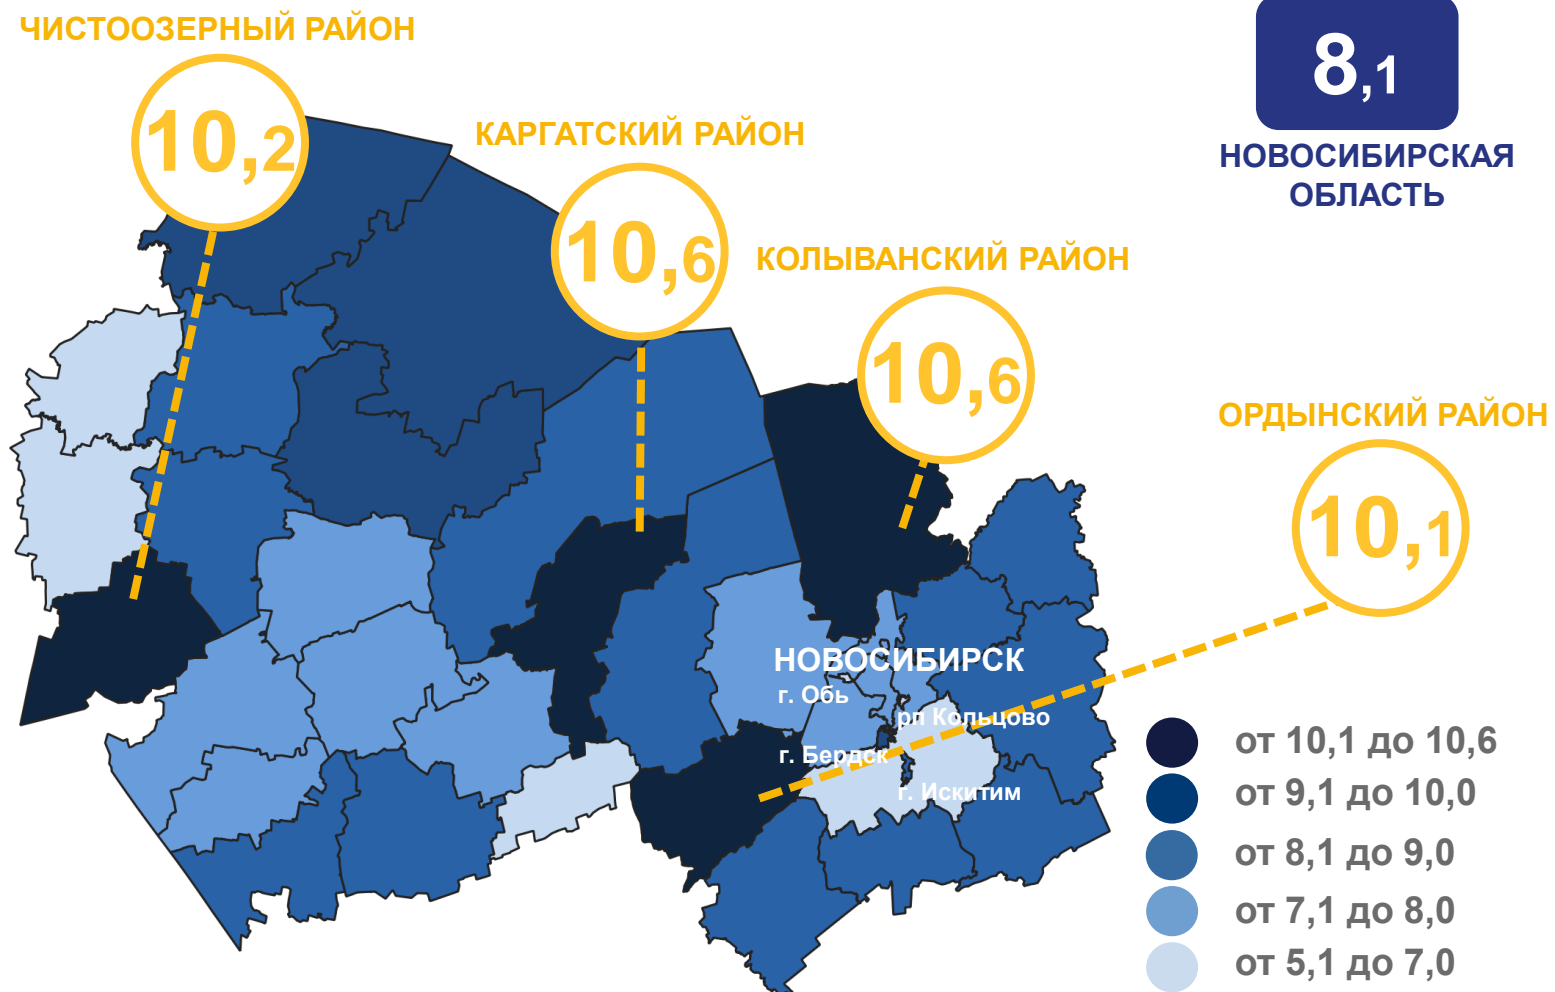 ЧИСТООЗЕРНЫЙ РАЙОН
10,2
КАРГАТСКИЙ РАЙОН
10,6
КОЛЫВАНСКИЙ РАЙОН
10,6
8,1
НОВОСИБИРСКАЯ
ОБЛАСТЬ
ОРДЫНСКИЙ РАЙОН
10,1
НОВОСИБИРСК
г. Обь
рп Кольцово
г. Бердск
г. Искитим
от 10,1 до 10,6
от 9,1 до 10,0
от 8,1 до 9,0
от 7,1 до 8,0
от 5,1 до 7,0